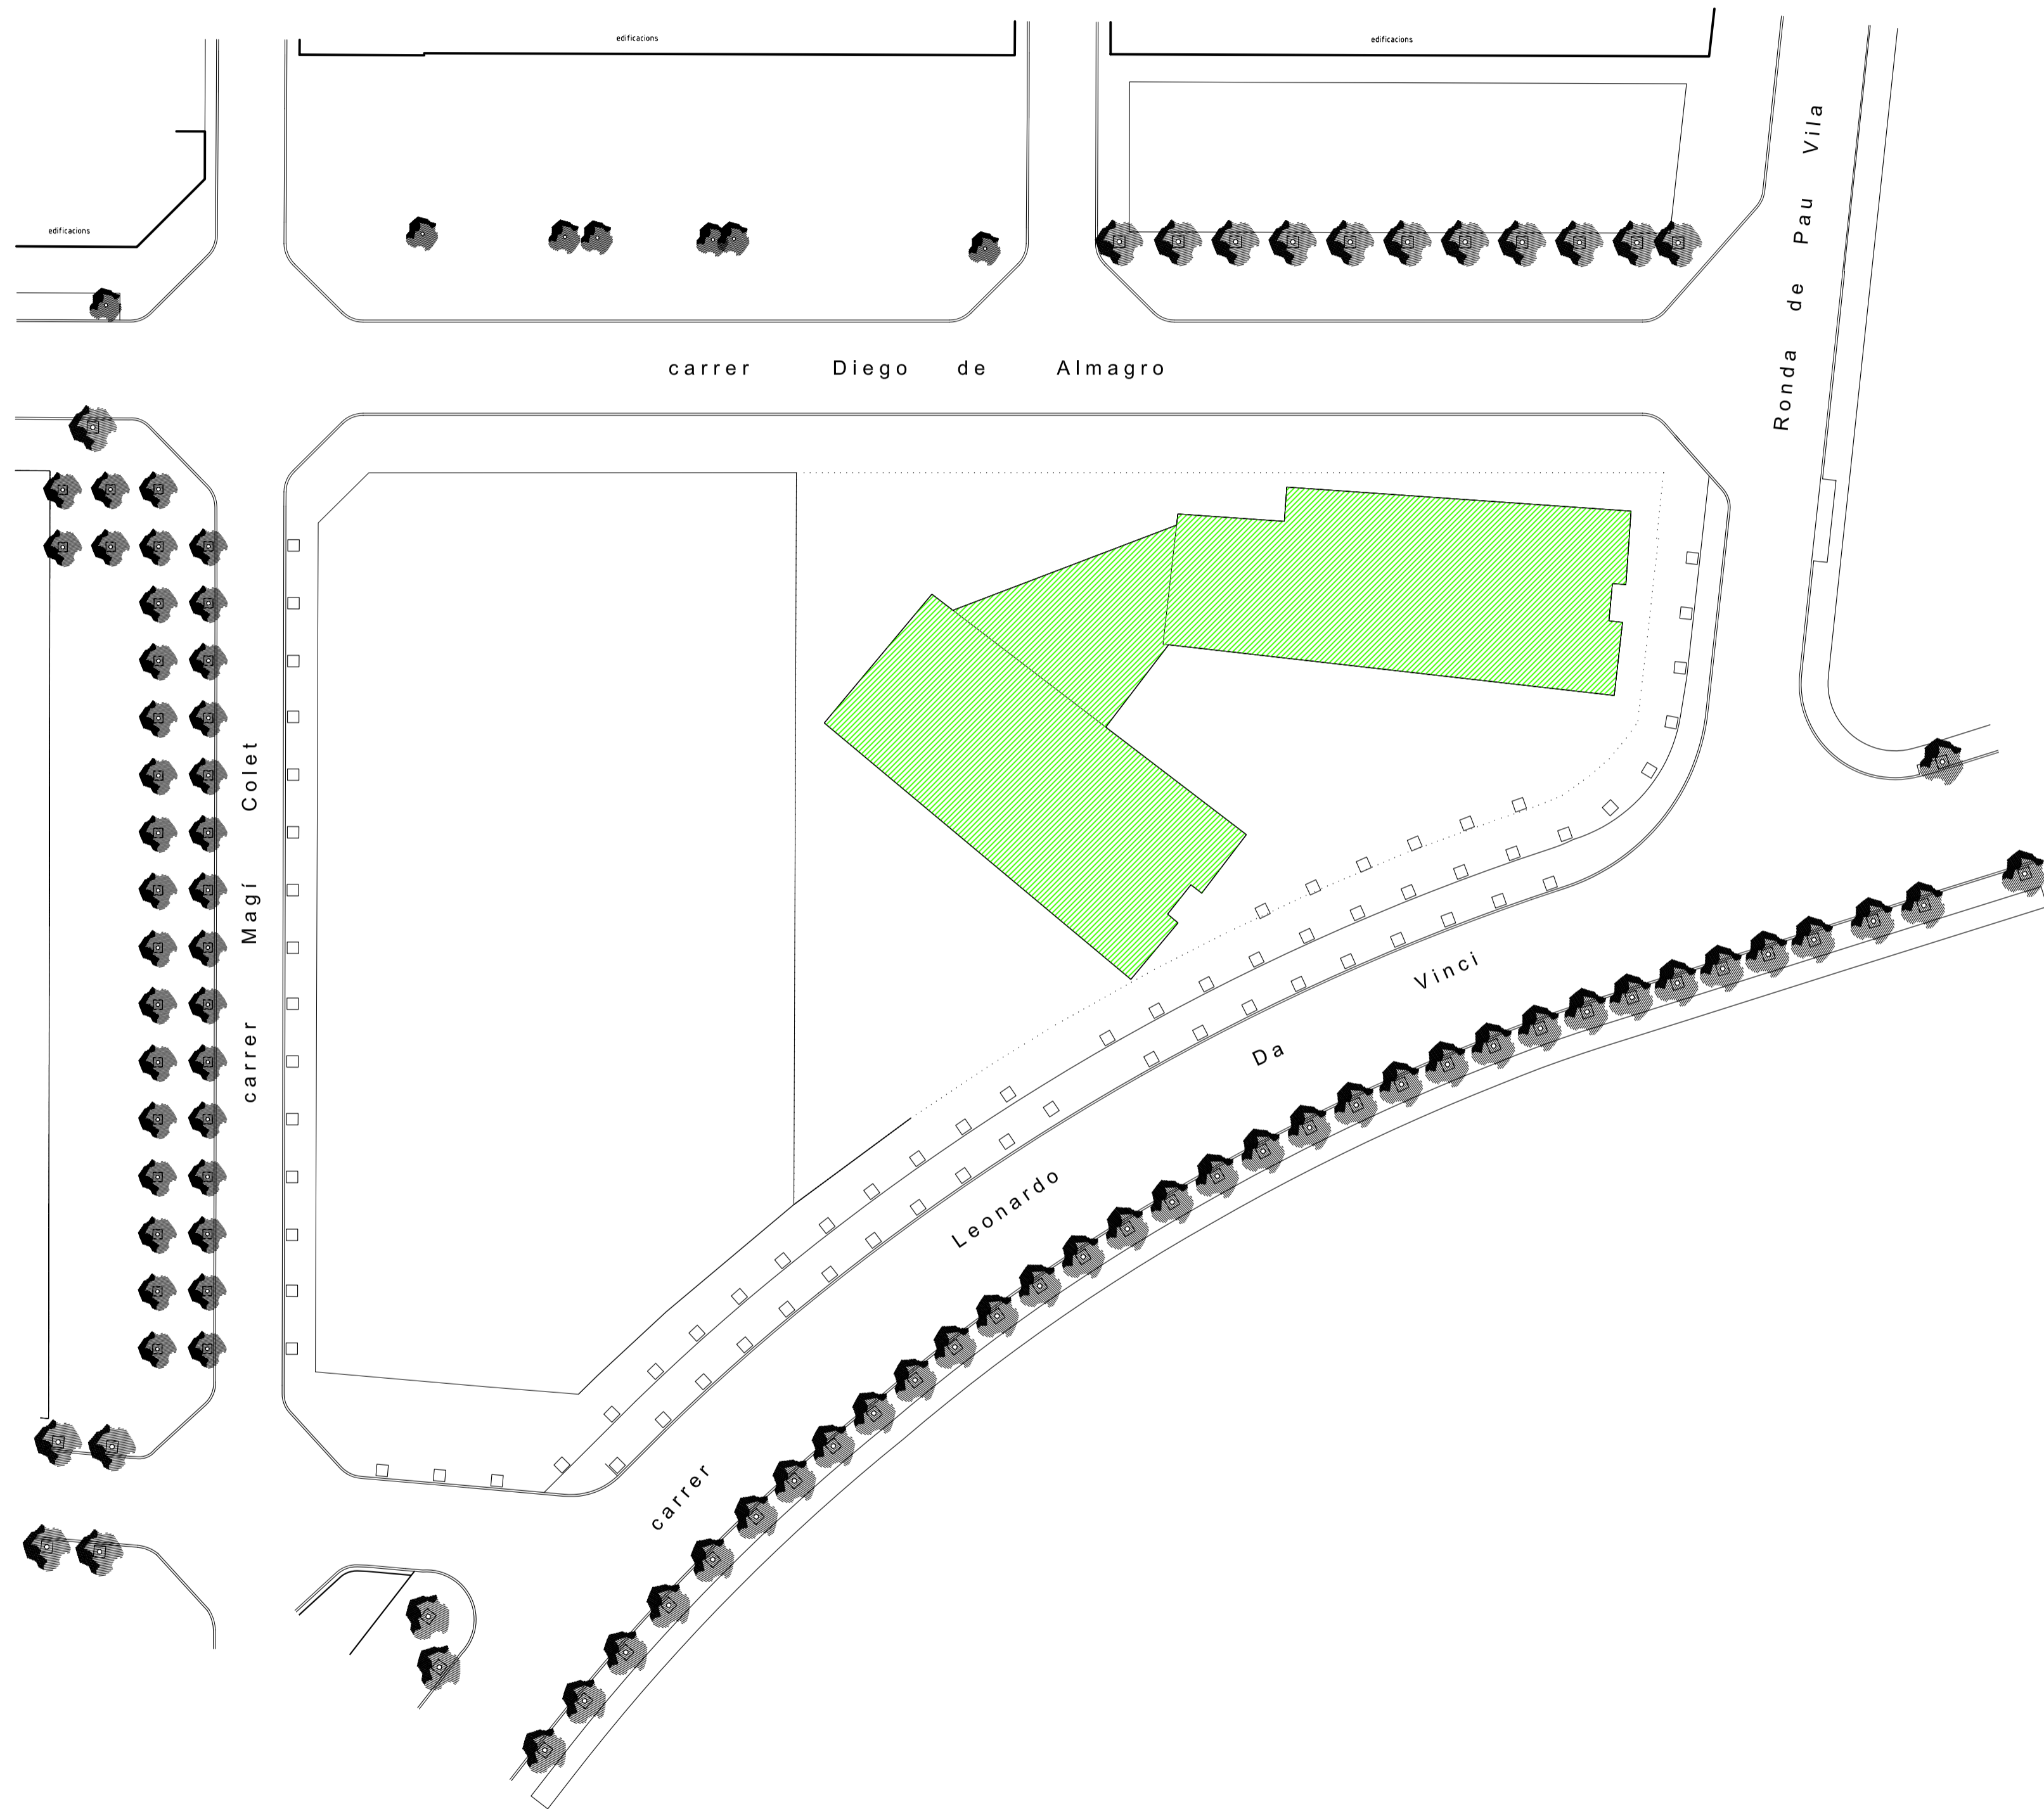 edificacions
edificacions
edificacions
carrer Diego de Almagro
Ronda de Pau Vila
carrer Magí Colet
carrer Leonardo Da Vinci